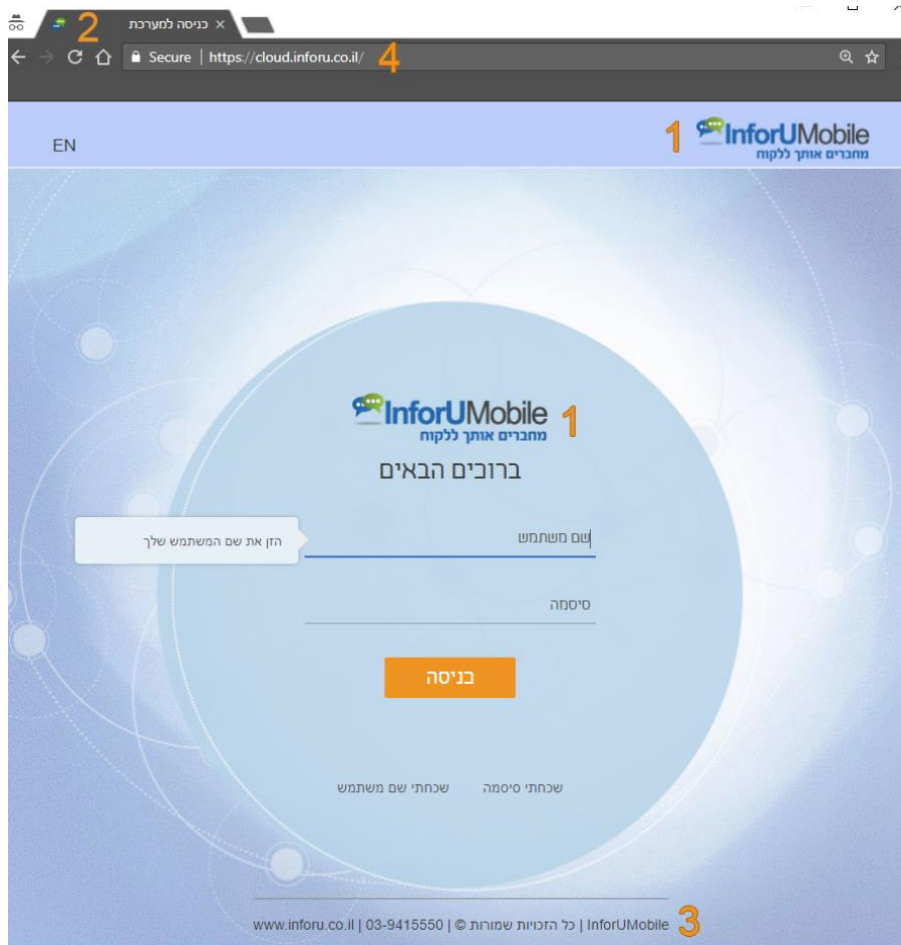 2 כניסה למערכת ×
Secure | https://cloud.inforu.co.il/ 4
EN
1 InforUMobile
מחברים אותך ללקוח
InforUMobile 1
מחברים אותך ללקוח
ברוכים הבאים
שם משתמש
הזן את שם המשתמש שלך
סיסמה
כניסה
שכחתי סיסמה שכחתי שם משתמש
InforUMobile | כל הזכויות שמורות © | 03-9415550 | www.inforu.co.il 3